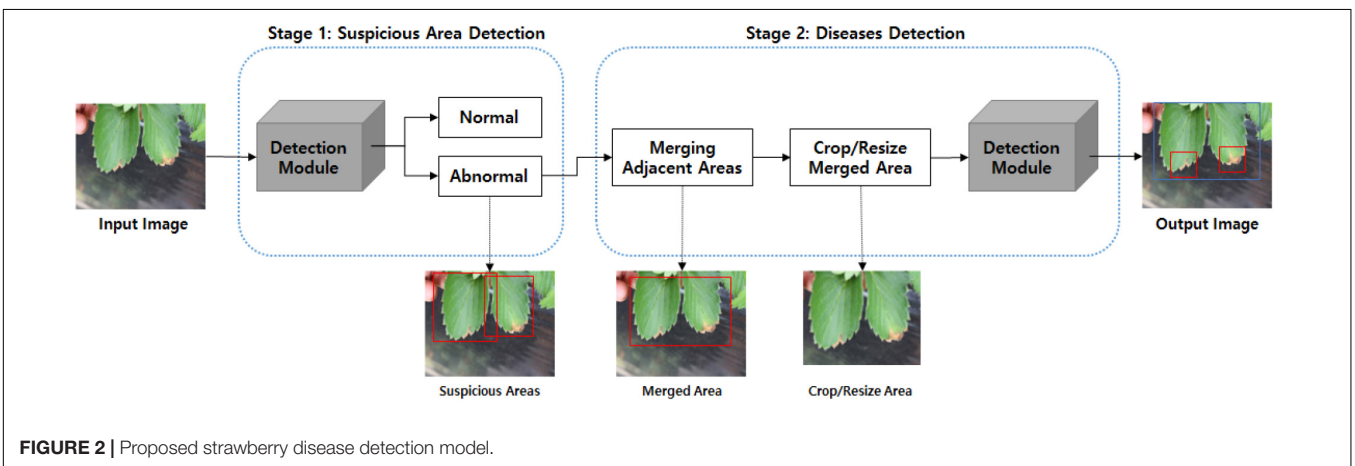 Stage 1: Suspicious Area Detection
Stage 2: Diseases Detection
Input Image
Detection
Module
Normal
Abnormal
Merging
Adjacent Areas
Crop/Resize
Merged Area
Detection
Module
Output Image
Suspicious Areas
Merged Area
Crop/Resize Area
FIGURE 2 | Proposed strawberry disease detection model.